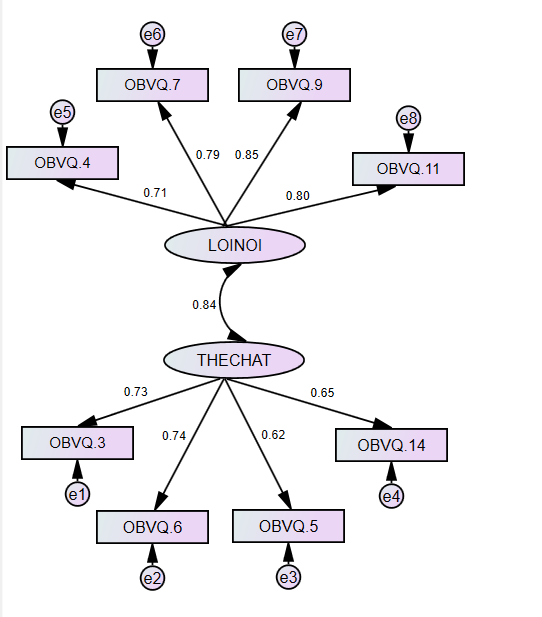 e6
e7
OBVQ.7
OBVQ.9
e5
e8
OBVQ.4
OBVQ.11
0.79
0.85
0.71
0.80
LOINOI
0.84
THECHAT
0.73
0.65
0.74
0.62
OBVQ.3
OBVQ.14
e1
e4
OBVQ.6
OBVQ.5
e2
e3